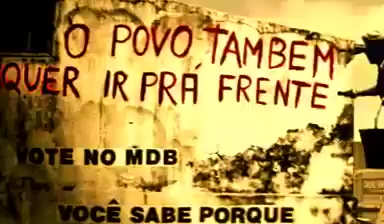 O POVO TAMBEM
QUER IR PRÁ FRENTE
VOTE NO MDB
VOCÊ SABE PORQUE